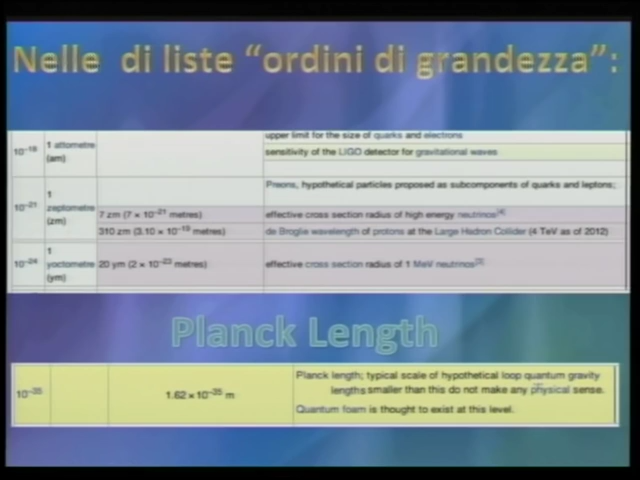 Nelle di liste “ordini di grandezza”:
upper limit for the size of quarks and electrons
10⁻¹⁸ 1 attometre (am) sensitivity of the LIGO detector for gravitational waves
Preons, hypothetical particles proposed as subcomponents of quarks and leptons;
10⁻²¹ 1 zeptometre (zm) 7 zm (7 × 10⁻²¹ metres) effective cross section radius of high energy neutrinos[4]
310 zm (3.10 × 10⁻¹⁹ metres) de Broglie wavelength of protons at the Large Hadron Collider (4 TeV as of 2012)
10⁻²⁴ 1 yoctometre (ym) 20 ym (2 × 10⁻²³ metres) effective cross section radius of 1 MeV neutrinos[3]
Planck Length
Planck length; typical scale of hypothetical loop quantum gravity
10⁻³⁵ 1.62 × 10⁻³⁵ m lengths smaller than this do not make any physical sense.
Quantum foam is thought to exist at this level.